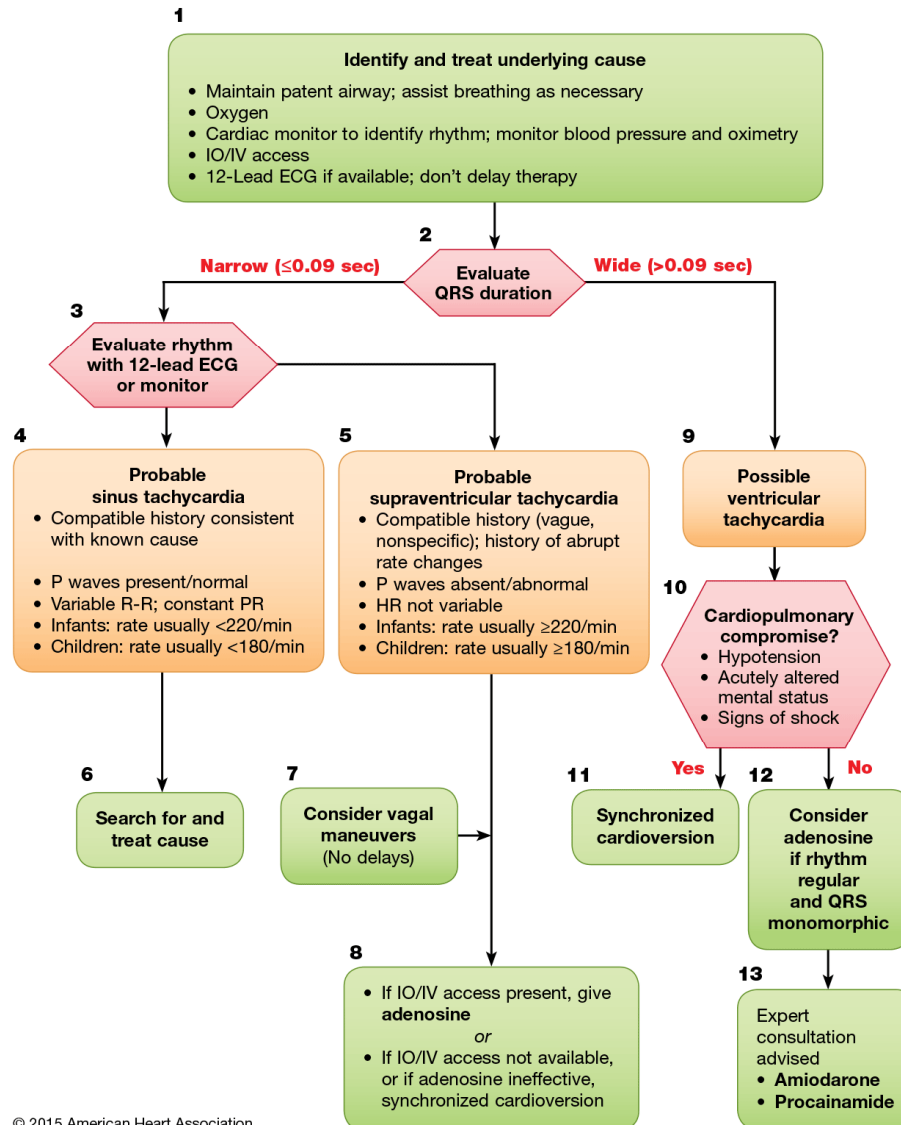 1
Identify and treat underlying cause
• Maintain patent airway; assist breathing as necessary
• Oxygen
• Cardiac monitor to identify rhythm; monitor blood pressure and oximetry
• IO/IV access
• 12-Lead ECG if available; don't delay therapy
2
Narrow (≤0.09 sec)
Evaluate
QRS duration
Wide (>0.09 sec)
3
Evaluate rhythm
with 12-lead ECG
or monitor
4
Probable
sinus tachycardia
• Compatible history consistent
with known cause
• P waves present/normal
• Variable R-R; constant PR
• Infants: rate usually <220/min
• Children: rate usually <180/min
5
Probable
supraventricular tachycardia
• Compatible history (vague,
nonspecific); history of abrupt
rate changes
• P waves absent/abnormal
• HR not variable
• Infants: rate usually ≥220/min
• Children: rate usually ≥180/min
9
Possible
ventricular
tachycardia
10
Cardiopulmonary
compromise?
• Hypotension
• Acutely altered
mental status
• Signs of shock
6
Search for and
treat cause
7
Consider vagal
maneuvers
(No delays)
Yes
No
11
Synchronized
cardioversion
12
Consider
adenosine
if rhythm
regular
and QRS
monomorphic
8
• If IO/IV access present, give
adenosine
or
• If IO/IV access not available,
or if adenosine ineffective,
synchronized cardioversion
13
Expert
consultation
advised
• Amiodarone
• Procainamide
© 2015 American Heart Association